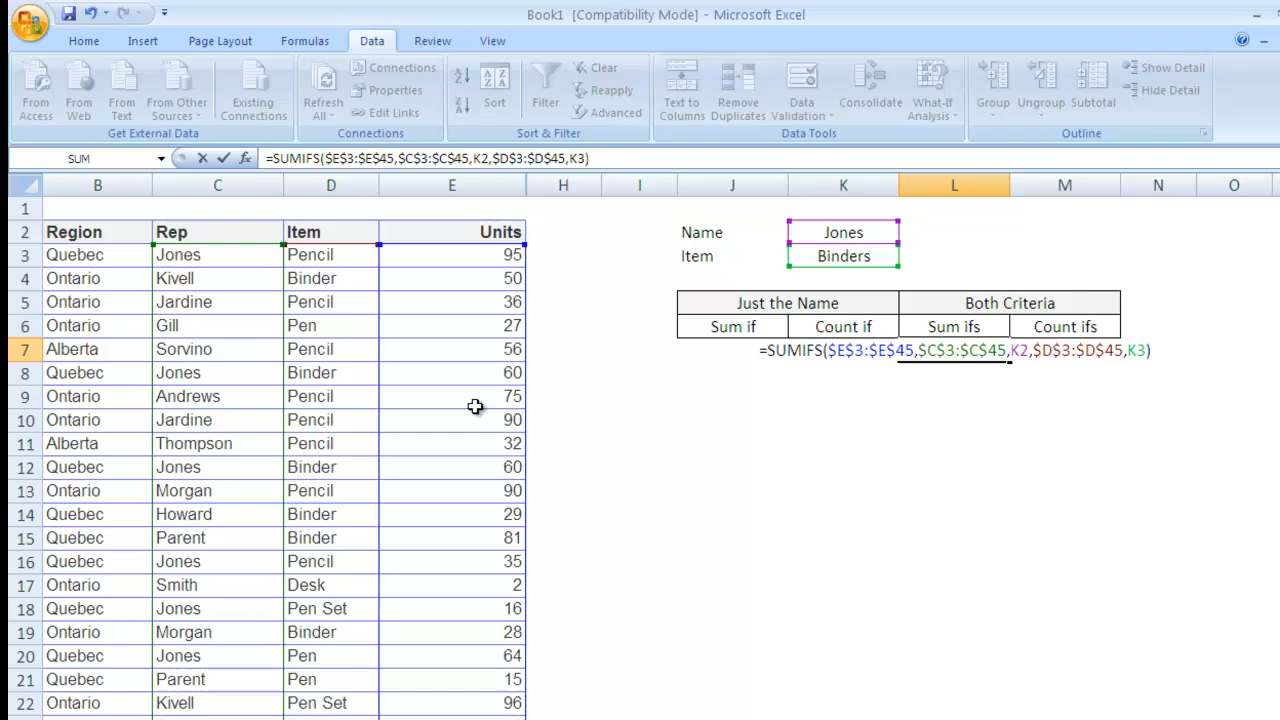 Book1 [Compatibility Mode] - Microsoft Excel
Home Insert Page Layout Formulas Data Review View
From Access From Web From Text From Other Sources Existing Connections
Get External Data
Refresh All Connections Properties Edit Links
Connections
Sort Filter Clear Reapply Advanced
Sort & Filter
Text to Columns Remove Duplicates Data Validation Consolidate What-If Analysis
Data Tools
Group Ungroup Subtotal Show Detail Hide Detail
Outline
SUM =SUMIFS($E$3:$E$45,$C$3:$C$45,K2,$D$3:$D$45,K3)
B C D E H I J K L M N O
1
2 Region Rep Item Units Name Jones
3 Quebec Jones Pencil 95 Item Binders
4 Ontario Kivell Binder 50
5 Ontario Jardine Pencil 36 Just the Name Both Criteria
6 Ontario Gill Pen 27 Sum if Count if Sum ifs Count ifs
7 Alberta Sorvino Pencil 56 =SUMIFS($E$3:$E$45,$C$3:$C$45,K2,$D$3:$D$45,K3)
8 Quebec Jones Binder 60
9 Ontario Andrews Pencil 75
10 Ontario Jardine Pencil 90
11 Alberta Thompson Pencil 32
12 Quebec Jones Binder 60
13 Ontario Morgan Pencil 90
14 Quebec Howard Binder 29
15 Quebec Parent Binder 81
16 Quebec Jones Pencil 35
17 Ontario Smith Desk 2
18 Quebec Jones Pen Set 16
19 Ontario Morgan Binder 28
20 Quebec Jones Pen 64
21 Quebec Parent Pen 15
22 Ontario Kivell Pen Set 96